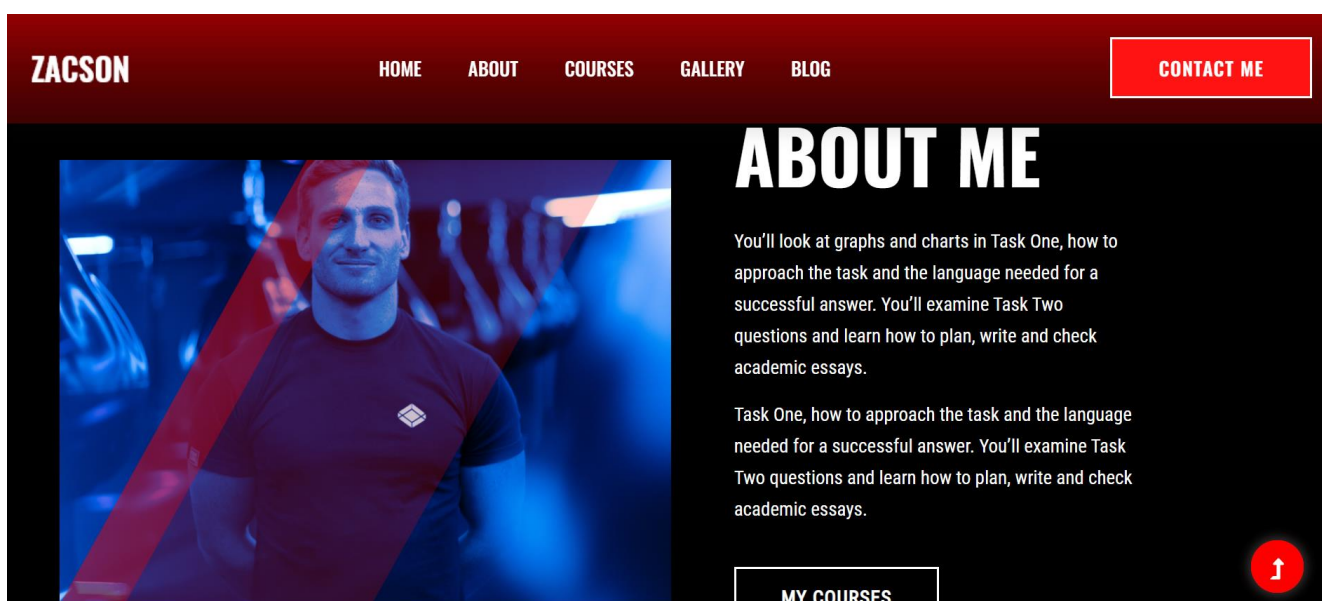 ZACSON
HOME ABOUT COURSES GALLERY BLOG
CONTACT ME
ABOUT ME
You’ll look at graphs and charts in Task One, how to
approach the task and the language needed for a
successful answer. You’ll examine Task Two
questions and learn how to plan, write and check
academic essays.
Task One, how to approach the task and the language
needed for a successful answer. You’ll examine Task
Two questions and learn how to plan, write and check
academic essays.
MY COURSES